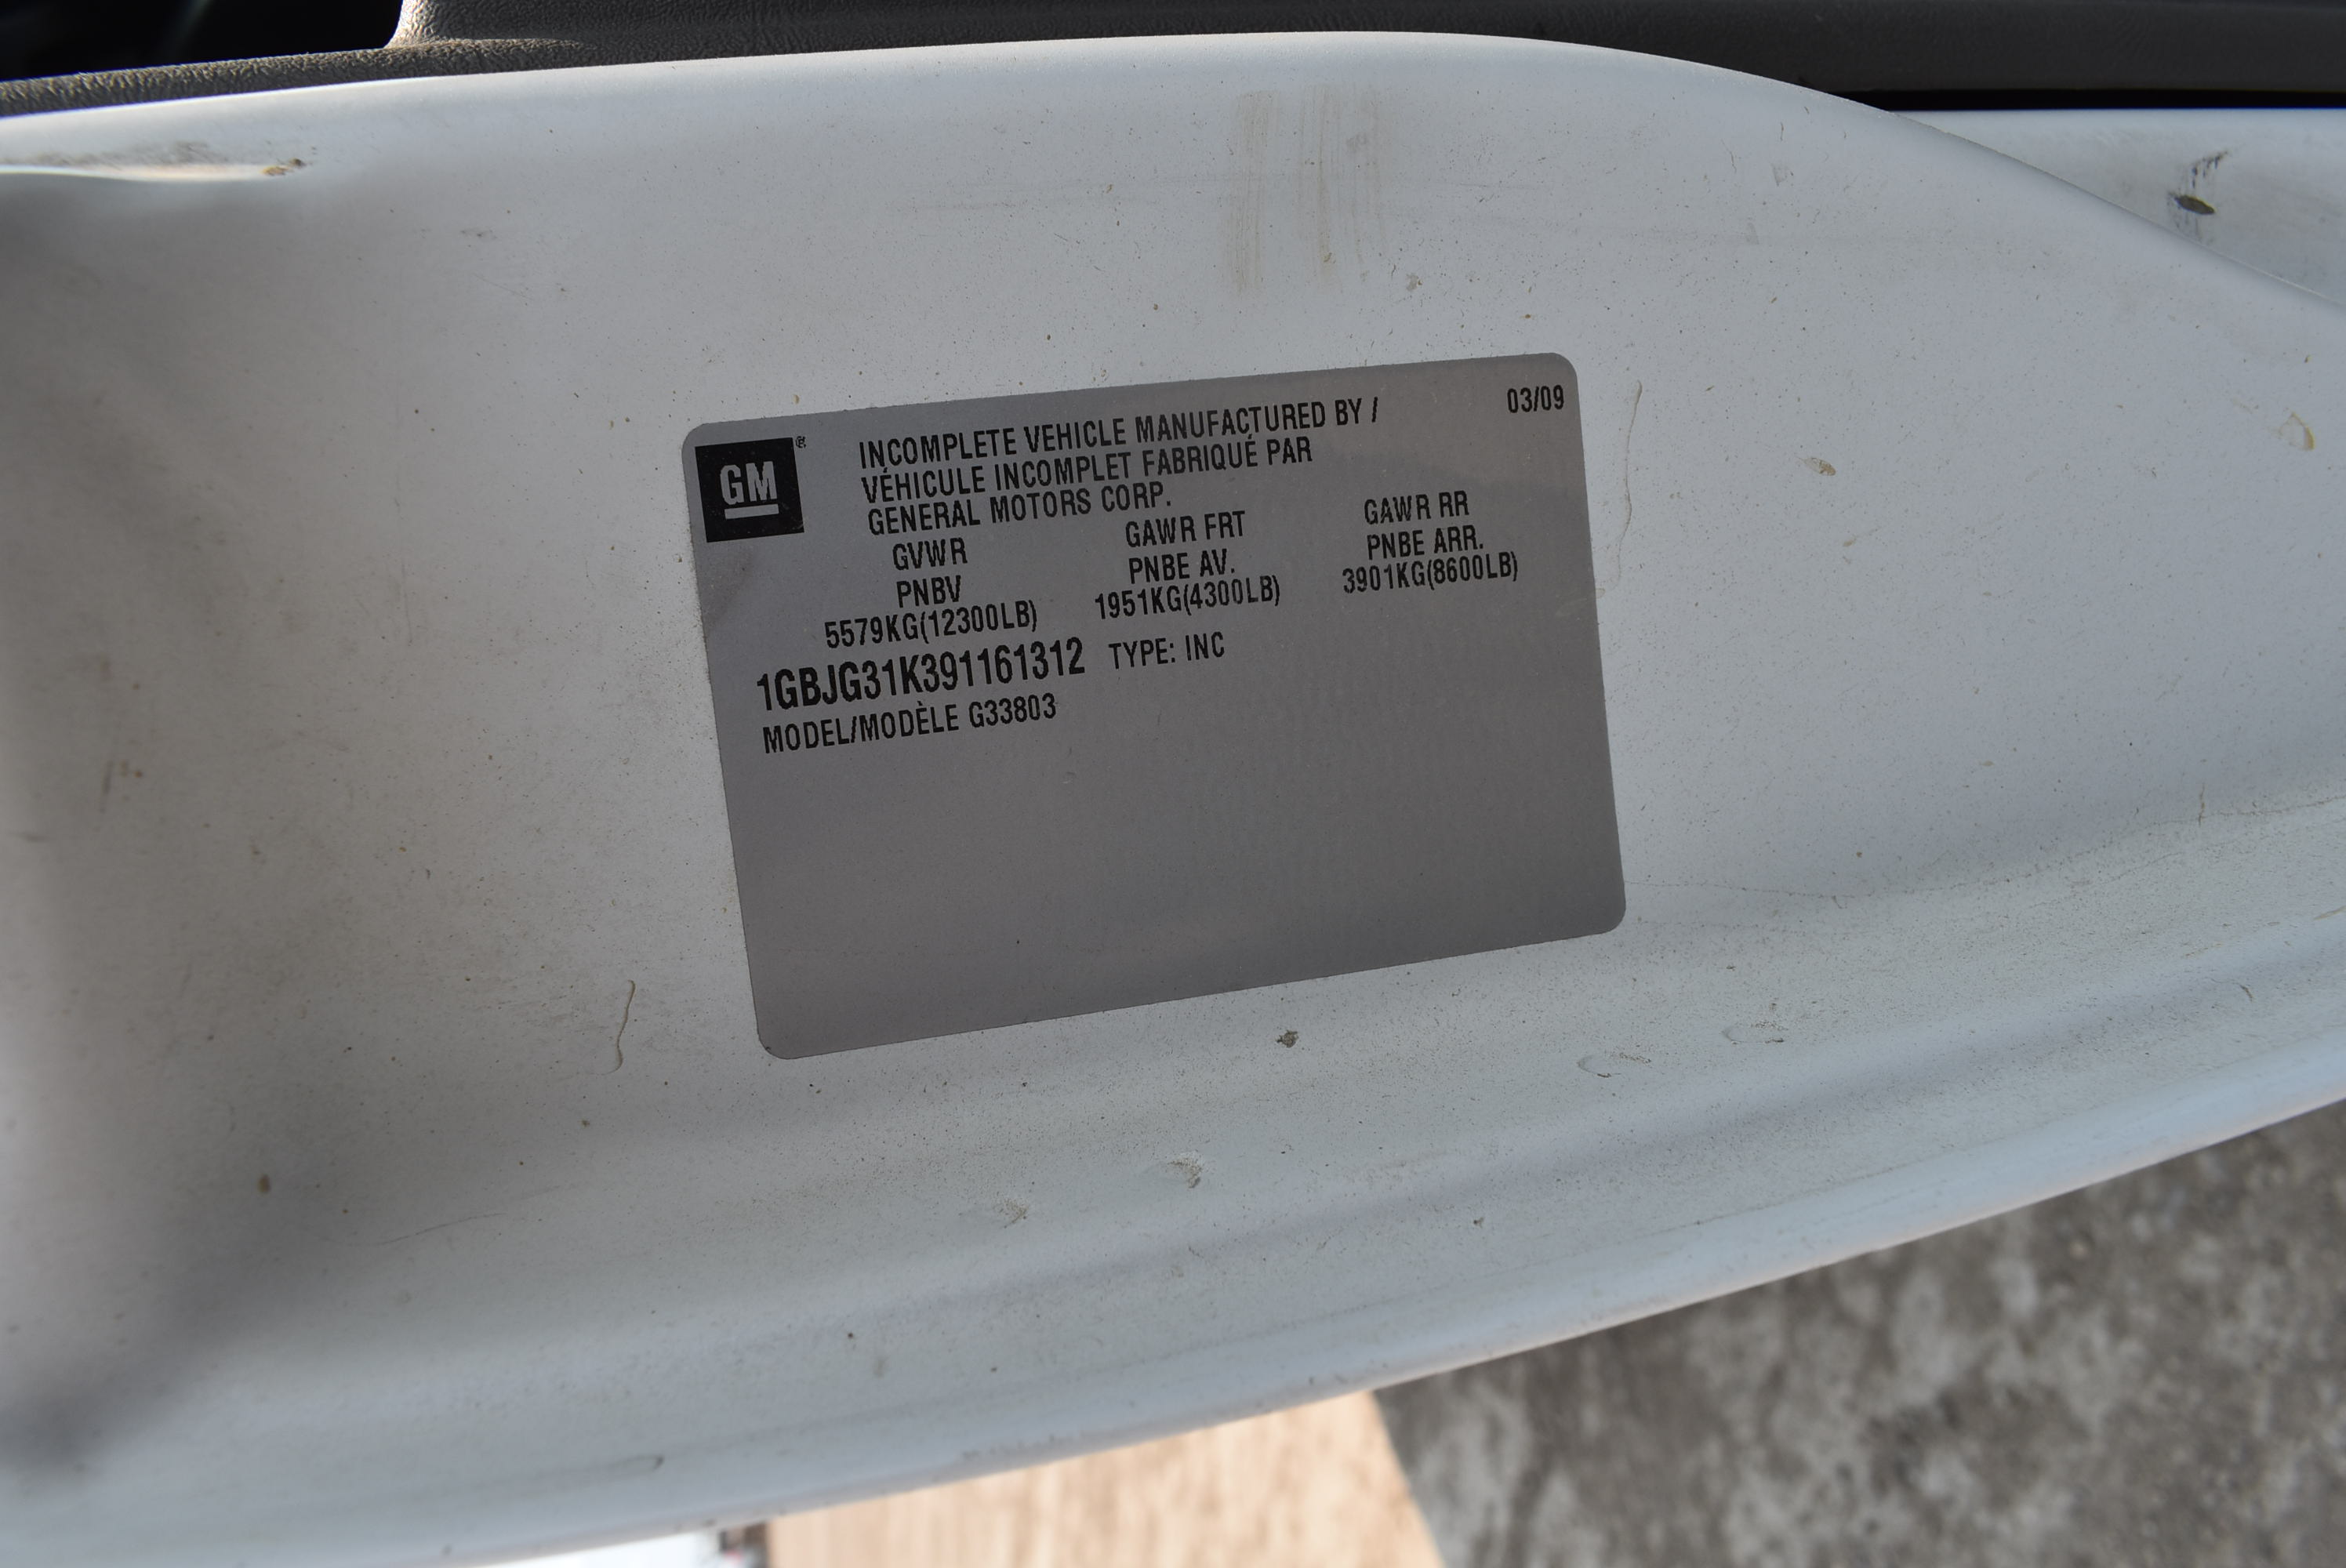 GM®
INCOMPLETE VEHICLE MANUFACTURED BY / 03/09
VÉHICULE INCOMPLET FABRIQUÉ PAR
GENERAL MOTORS CORP.
GVWR GAWR FRT GAWR RR
PNBV PNBE AV. PNBE ARR.
5579KG(12300LB) 1951KG(4300LB) 3901KG(8600LB)
1GBJG31K391161312 TYPE: INC
MODEL/MODÈLE G33803